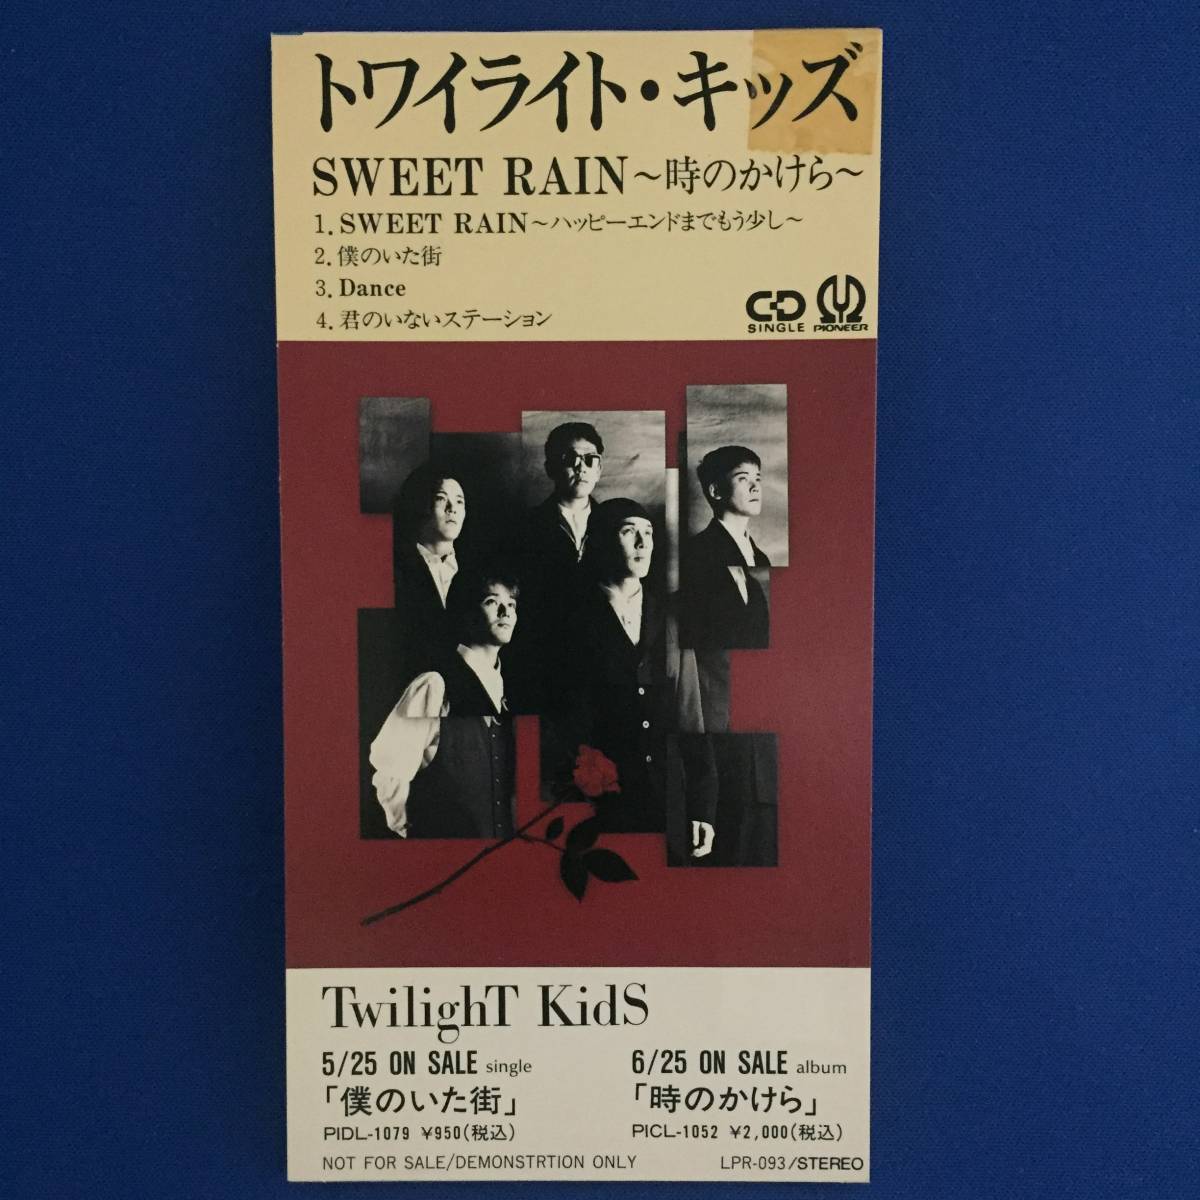 トワイライト・キッズ
SWEET RAIN〜時のかけら〜
1. SWEET RAIN〜ハッピーエンドまでもう少し〜
2. 僕のいた街
3. Dance
4. 君のいないステーション
CD SINGLE PIONEER
TwilighT KidS
5/25 ON SALE single 6/25 ON SALE album
「僕のいた街」 「時のかけら」
PIDL-1079 ¥950(税込) PICL-1052 ¥2,000(税込)
NOT FOR SALE/DEMONSTRTION ONLY LPR-093/STEREO